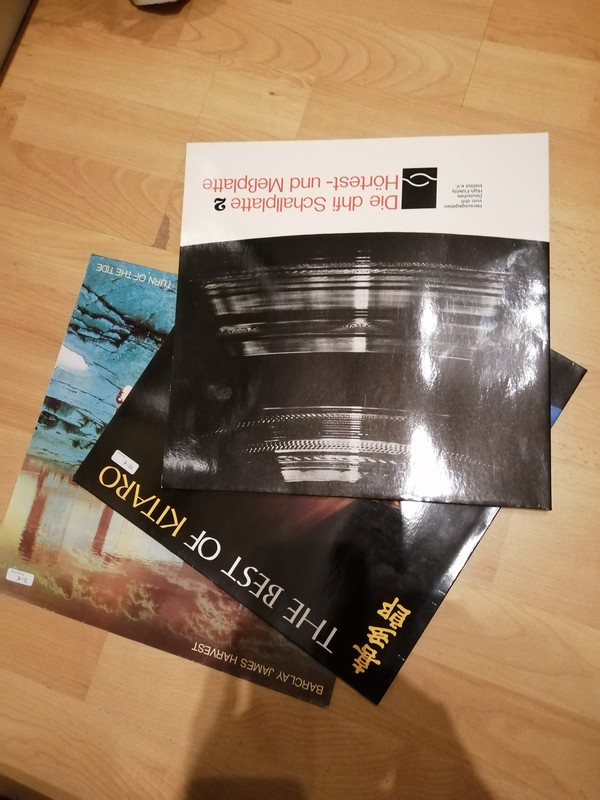 Die dhfi Schallplatte 2
Hörtest- und Meßplatte
Herausgegeben
vom dhfi
Deutsches
High-Fidelity
Institut e.V.
THE BEST OF KITARO
喜多郎
BARCLAY JAMES HARVEST
TURN OF THE TIDE